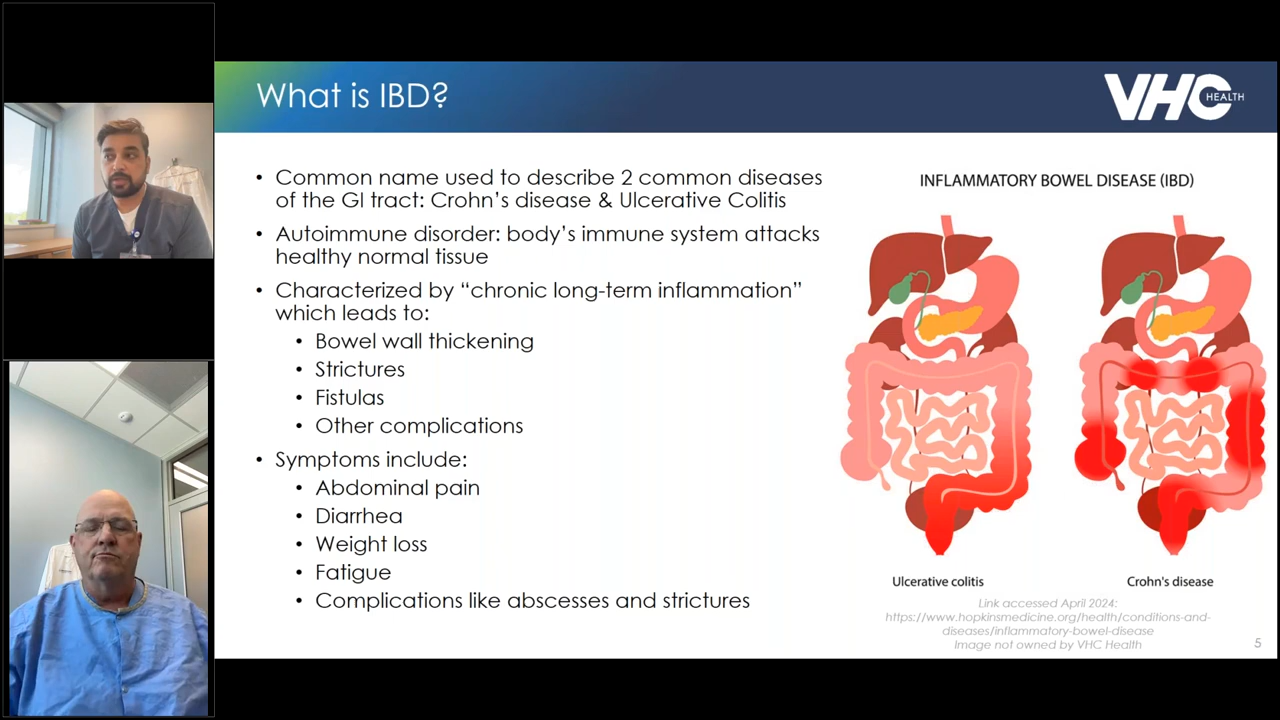 What is IBD?
VHC HEALTH
• Common name used to describe 2 common diseases
of the GI tract: Crohn’s disease & Ulcerative Colitis
• Autoimmune disorder: body’s immune system attacks
healthy normal tissue
• Characterized by “chronic long-term inflammation”
which leads to:
• Bowel wall thickening
• Strictures
• Fistulas
• Other complications
• Symptoms include:
• Abdominal pain
• Diarrhea
• Weight loss
• Fatigue
• Complications like abscesses and strictures
INFLAMMATORY BOWEL DISEASE (IBD)
Ulcerative colitis
Crohn's disease
Link accessed April 2024:
https://www.hopkinsmedicine.org/health/conditions-and-
diseases/inflammatory-bowel-disease
Image not owned by VHC Health
5